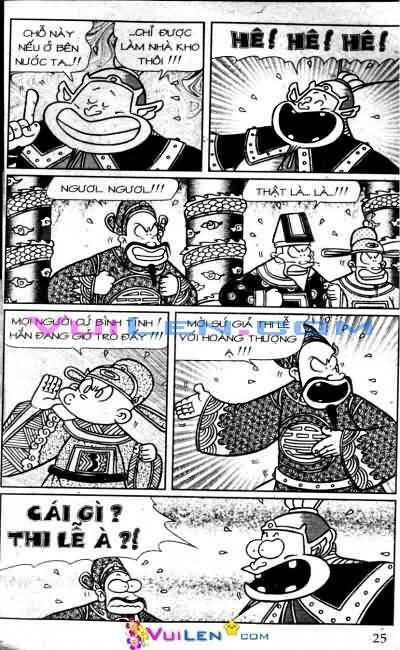 CHỖ NÀY
NẾU Ở BÊN
NƯỚC TA...!!
...CHỈ ĐƯỢC
LÀM NHÀ KHO
THÔI !!!
HÊ! HÊ! HÊ!
NGƯƠI.. NGƯƠI...!!!
THẬT LÀ... LÀ...!!!
MỌI NGƯỜI CỨ BÌNH TĨNH !
HẮN ĐANG GIỞ TRÒ ĐẤY!!!
MỜI SỨ GIẢ THI LỄ
VỚI HOÀNG THƯỢNG
Ạ !!!
VUILEN.COM
CÁI GÌ ?
THI LỄ À ?!
25
VUILEN.COM